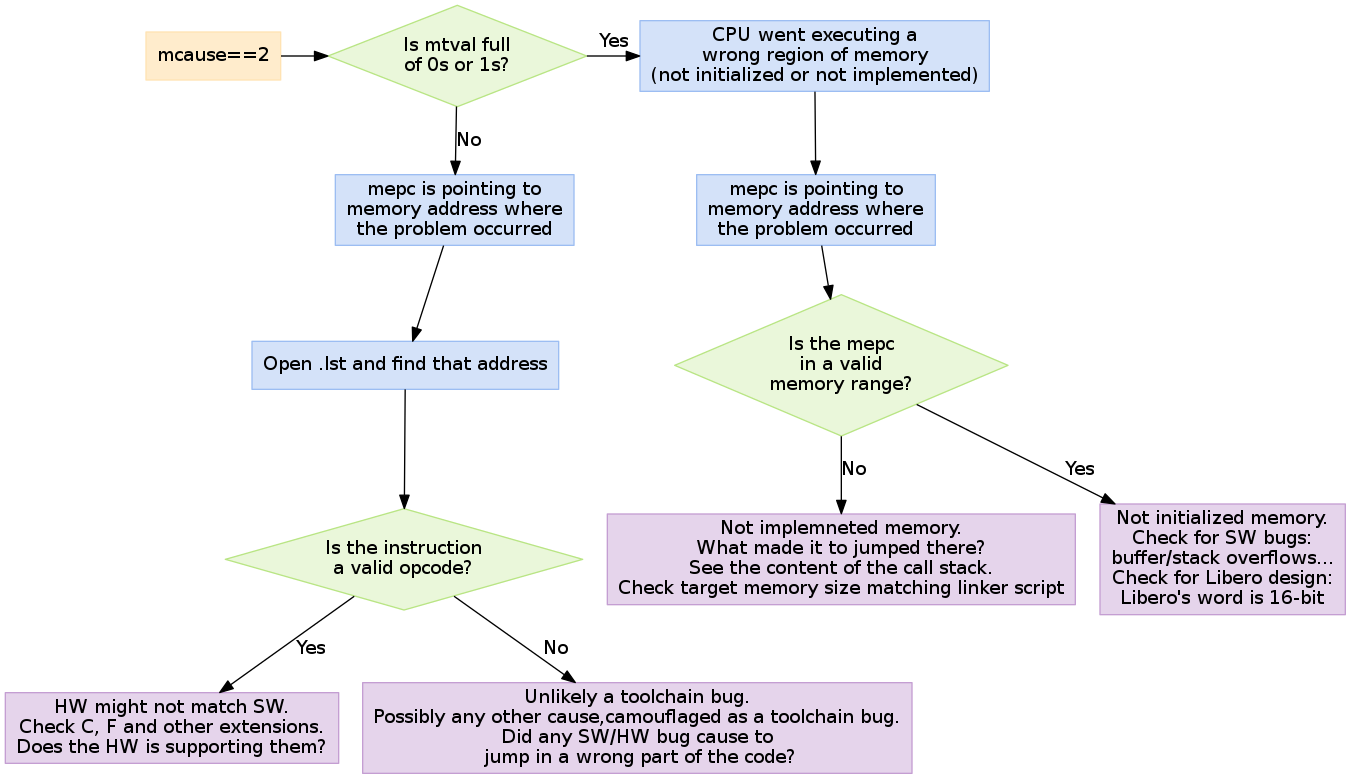 mcause==2
Is mtval full
of 0s or 1s?
Yes
CPU went executing a
wrong region of memory
(not initialized or not implemented)
No
mepc is pointing to
memory address where
the problem occurred
mepc is pointing to
memory address where
the problem occurred
Open .lst and find that address
Is the mepc
in a valid
memory range?
No
Yes
Is the instruction
a valid opcode?
Not implemneted memory.
What made it to jumped there?
See the content of the call stack.
Check target memory size matching linker script
Not initialized memory.
Check for SW bugs:
buffer/stack overflows...
Check for Libero design:
Libero's word is 16-bit
Yes
No
HW might not match SW.
Check C, F and other extensions.
Does the HW is supporting them?
Unlikely a toolchain bug.
Possibly any other cause,camouflaged as a toolchain bug.
Did any SW/HW bug cause to
jump in a wrong part of the code?